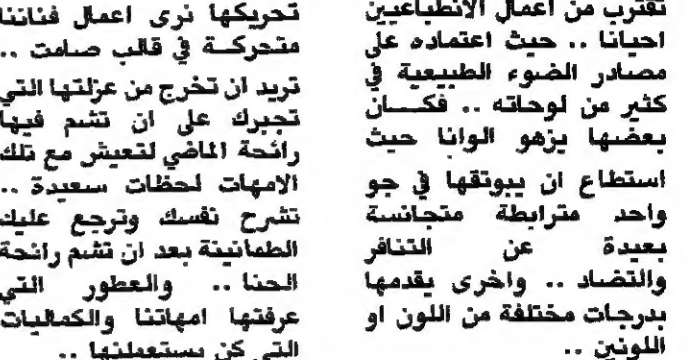 تقترب من اعمال الانطباعيين
احيانا .. حيث اعتماده على
مصادر الضوء الطبيعية في
كثير من لوحاته .. فكــان
بعضها يزهو الوانا حيث
استطاع ان يبوتقها في جو
واحد مترابطة متجانسة
بعيدة عن التنافر
والتضاد .. واخرى يقدمها
بدرجات مختلفة من اللون او
اللونين ..
تحريكها نرى اعمال فناننا
متحركــة في قالب صامت ..
تريد ان تخرج من عزلتها التي
تجبرك على ان تشم فيها
رائحة الماضي لتعيش مع تلك
الامهات لحظات سعيدة ..
تشرح نفسك وترجع عليك
الطمانينة بعد ان تشم رائحة
الحنا .. والعطور التي
عرفتها امهاتنا والكماليات
التي كن يستعملنها ..